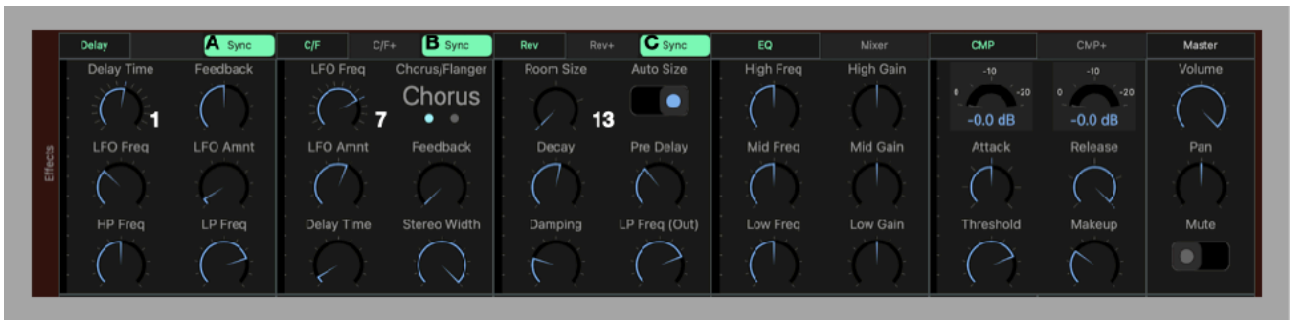 Delay A Sync C/F C/F+ B Sync Rev Rev+ C Sync EQ Mixer CMP CMP+ Master
Delay Time Feedback LFO Freq Chorus/Flanger Room Size Auto Size High Freq High Gain -10 -10 Volume
Chorus 0 -20 0 -20
1 7 13 -0.0 dB -0.0 dB
LFO Freq LFO Amnt LFO Amnt Feedback Decay Pre Delay Mid Freq Mid Gain Attack Release Pan
Effects
HP Freq LP Freq Delay Time Stereo Width Damping LP Freq (Out) Low Freq Low Gain Threshold Makeup Mute